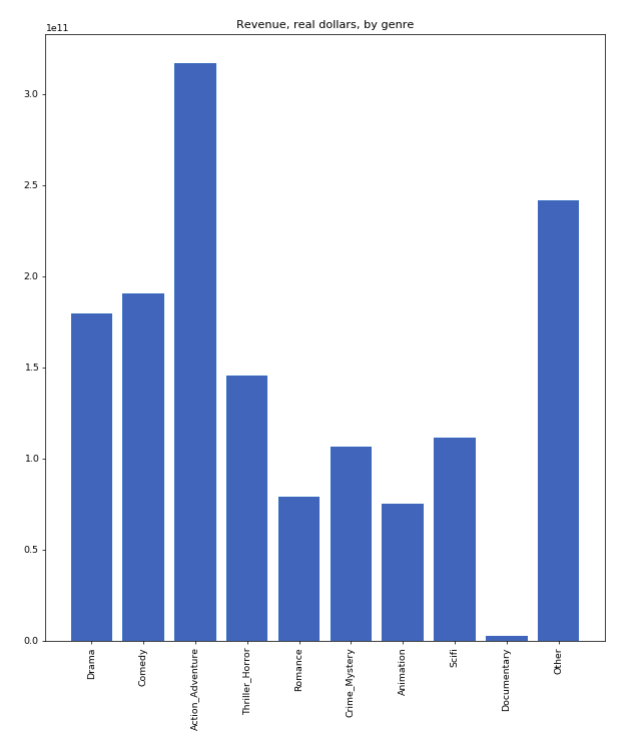 Revenue, real dollars, by genre
1e11
3.0
2.5
2.0
1.5
1.0
0.5
0.0
Drama
Comedy
Action_Adventure
Thriller_Horror
Romance
Crime_Mystery
Animation
Scifi
Documentary
Other